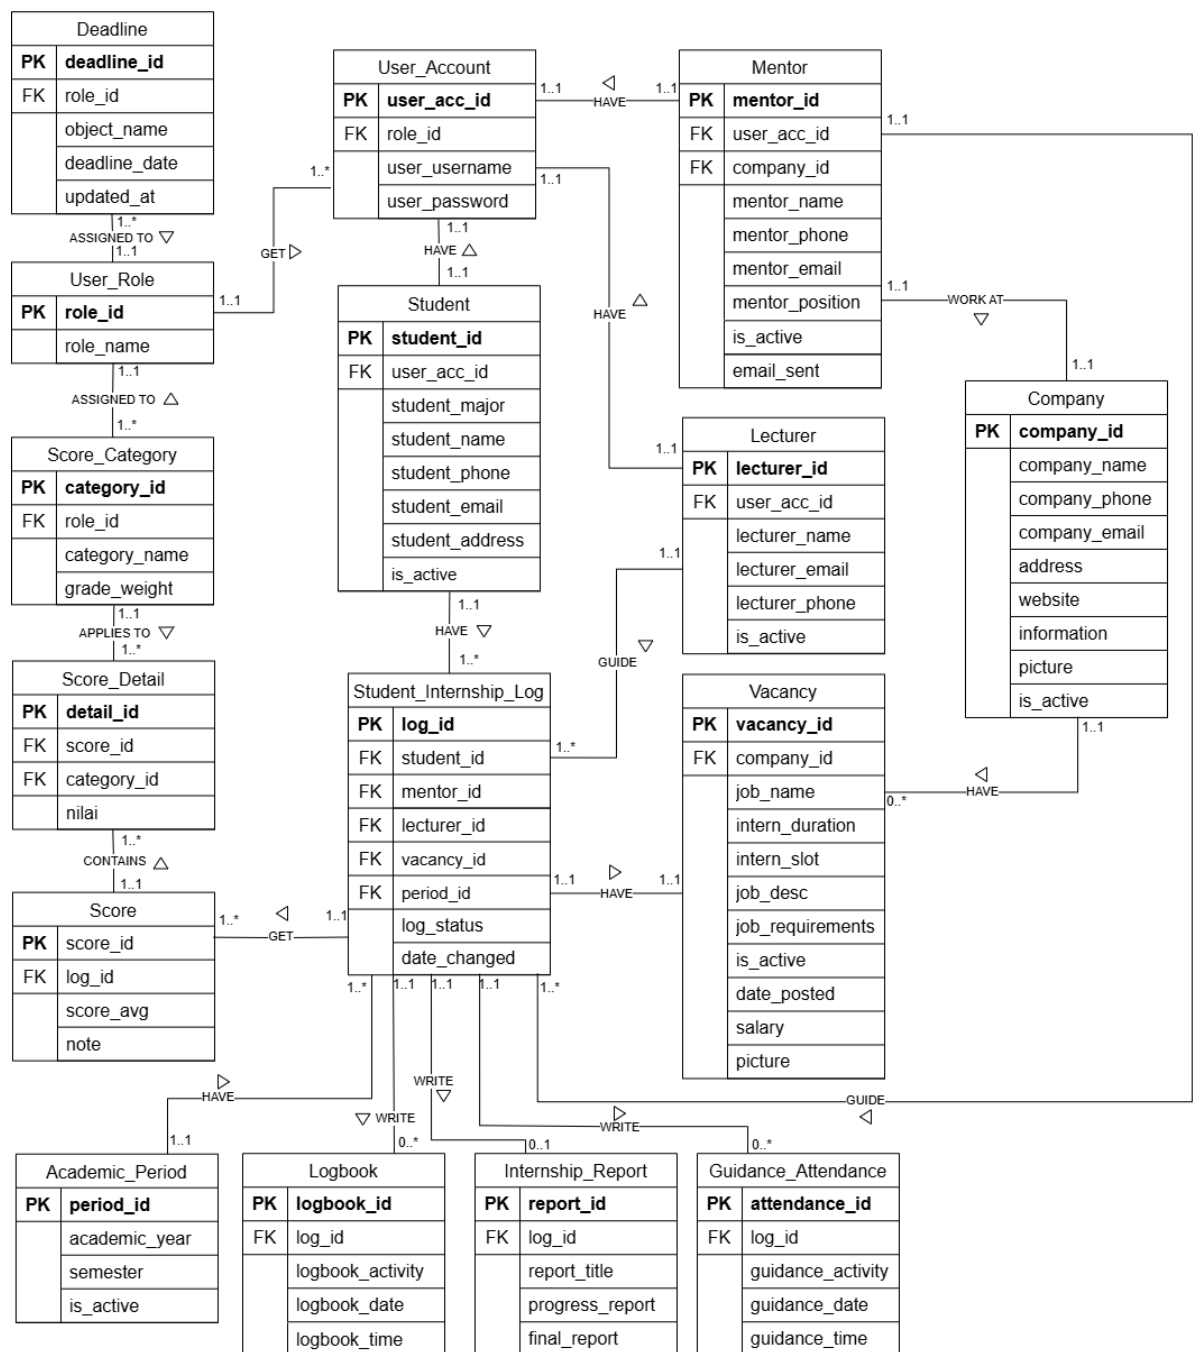 Deadline
PK deadline_id
FK role_id
object_name
deadline_date
updated_at
1..*
ASSIGNED TO
1..1
User_Role
PK role_id
role_name
1..1
1..1
ASSIGNED TO
1..*
Score_Category
PK category_id
FK role_id
category_name
grade_weight
1..1
APPLIES TO
1..*
Score_Detail
PK detail_id
FK score_id
FK category_id
nilai
1..*
CONTAINS
1..1
Score
PK score_id
FK log_id
score_avg
note
1..*
GET
1..1
GET
1..*
User_Account
PK user_acc_id
FK role_id
user_username
user_password
1..1
HAVE
1..1
1..1
1..1
HAVE
1..1
Student
PK student_id
FK user_acc_id
student_major
student_name
student_phone
student_email
student_address
is_active
1..1
HAVE
1..*
Student_Internship_Log
PK log_id
FK student_id
FK mentor_id
FK lecturer_id
FK vacancy_id
FK period_id
log_status
date_changed
Mentor
PK mentor_id
FK user_acc_id
FK company_id
mentor_name
mentor_phone
mentor_email
mentor_position
is_active
email_sent
1..1
1..1
WORK AT
1..1
HAVE
1..1
Lecturer
PK lecturer_id
FK user_acc_id
lecturer_name
lecturer_email
lecturer_phone
is_active
1..1
GUIDE
1..*
Company
PK company_id
company_name
company_phone
company_email
address
website
information
picture
is_active
1..1
HAVE
0..*
Vacancy
PK vacancy_id
FK company_id
job_name
intern_duration
intern_slot
job_desc
job_requirements
is_active
date_posted
salary
picture
1..1
HAVE
1..1
1..*
1..1
1..1
1..1
1..*
HAVE
1..1
WRITE
0..*
WRITE
0..1
WRITE
0..*
GUIDE
Academic_Period
PK period_id
academic_year
semester
is_active
Logbook
PK logbook_id
FK log_id
logbook_activity
logbook_date
logbook_time
Internship_Report
PK report_id
FK log_id
report_title
progress_report
final_report
Guidance_Attendance
PK attendance_id
FK log_id
guidance_activity
guidance_date
guidance_time